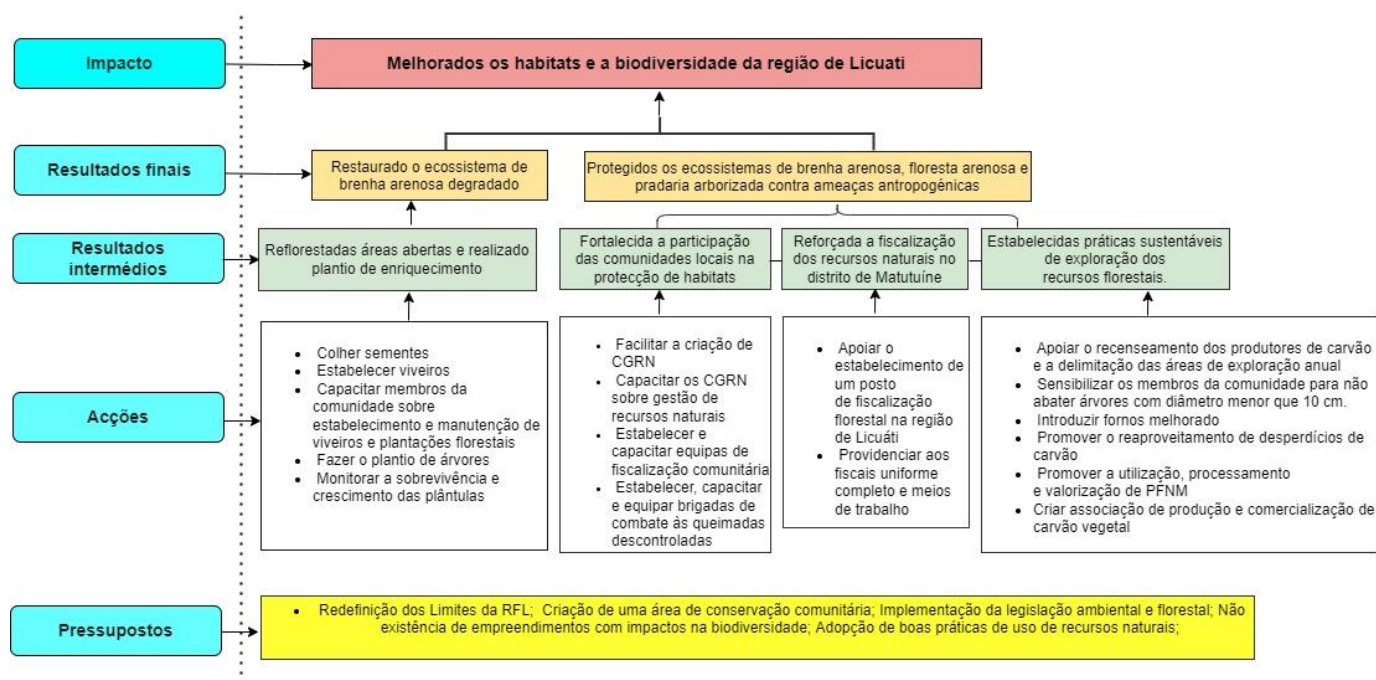 Impacto
Melhorados os habitats e a biodiversidade da região de Licuati
Resultados finais
Restaurado o ecossistema de
brenha arenosa degradado
Protegidos os ecossistemas de brenha arenosa, floresta arenosa e
pradaria arborizada contra ameaças antropogénicas
Resultados
intermédios
Reflorestadas áreas abertas e realizado
plantio de enriquecimento
Fortalecida a participação
das comunidades locais na
protecção de habitats
Reforçada a fiscalização
dos recursos naturais no
distrito de Matutuíne
Estabelecidas práticas sustentáveis
de exploração dos
recursos florestais.
Acções
• Colher sementes
• Estabelecer viveiros
• Capacitar membros da
comunidade sobre
estabelecimento e manutenção de
viveiros e plantações florestais
• Fazer o plantio de árvores
• Monitorar a sobrevivência e
crescimento das plântulas
• Facilitar a criação de
CGRN
• Capacitar os CGRN
sobre gestão de
recursos naturais
• Estabelecer e
capacitar equipas de
fiscalização comunitária
• Estabelecer, capacitar
e equipar brigadas de
combate às queimadas
descontroladas
• Apoiar o
estabelecimento de
um posto
de fiscalização
florestal na região
de Licuáti
• Providenciar aos
fiscais uniforme
completo e meios
de trabalho
• Apoiar o recenseamento dos produtores de carvão
e a delimitação das áreas de exploração anual
• Sensibilizar os membros da comunidade para não
abater árvores com diâmetro menor que 10 cm.
• Introduzir fornos melhorado
• Promover o reaproveitamento de desperdícios de
carvão
• Promover a utilização, processamento
e valorização de PFNM
• Criar associação de produção e comercialização de
carvão vegetal
Pressupostos
• Redefinição dos Limites da RFL; Criação de uma área de conservação comunitária; Implementação da legislação ambiental e florestal; Não
existência de empreendimentos com impactos na biodiversidade; Adopção de boas práticas de uso de recursos naturais;